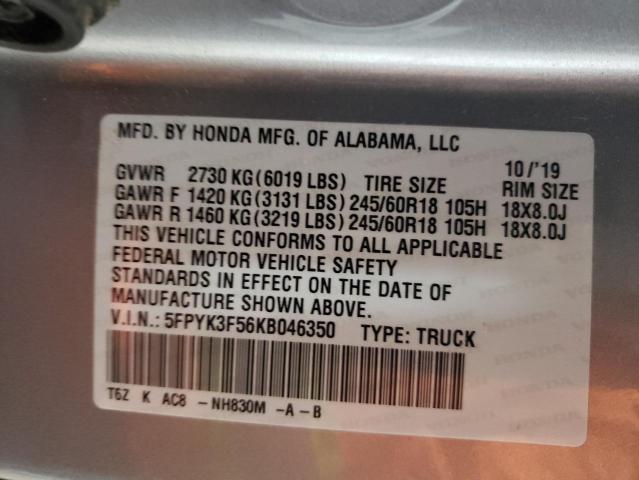 MFD. BY HONDA MFG. OF ALABAMA, LLC
10/'19
GVWR 2730 KG(6019 LBS) TIRE SIZE RIM SIZE
GAWR F 1420 KG(3131 LBS) 245/60R18 105H 18X8.0J
GAWR R 1460 KG(3219 LBS) 245/60R18 105H 18X8.0J
THIS VEHICLE CONFORMS TO ALL APPLICABLE
FEDERAL MOTOR VEHICLE SAFETY
STANDARDS IN EFFECT ON THE DATE OF
MANUFACTURE SHOWN ABOVE.
V.I.N.: 5FPYK3F56KB046350 TYPE: TRUCK
T6Z K AC8 -NH830M -A-B